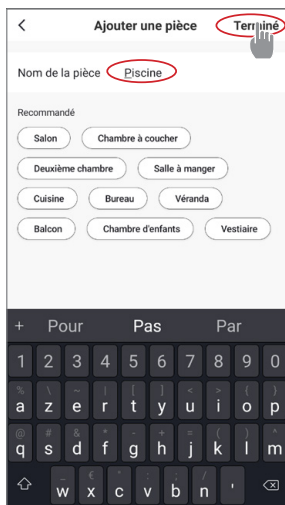 Ajouter une pièce Terminé
Nom de la pièce Piscine
Recommandé
Salon Chambre à coucher
Deuxième chambre Salle à manger
Cuisine Bureau Véranda
Balcon Chambre d'enfants Vestiaire
+ Pour Pas Par
1 2 3 4 5 6 7 8 9 0
% \ ~ | [ ] < > { }
a z e r t y u i o p
@ # & * - + = ( )
q s d f g h j k l m
_ € " ' : ; /
w x c v b n '